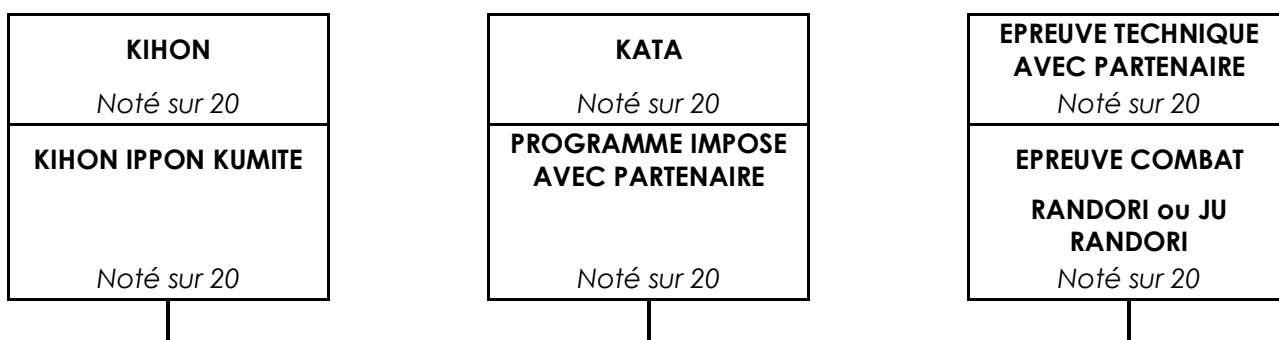 KIHON
Noté sur 20
KIHON IPPON KUMITE
Noté sur 20
KATA
Noté sur 20
PROGRAMME IMPOSE
AVEC PARTENAIRE
Noté sur 20
EPREUVE TECHNIQUE
AVEC PARTENAIRE
Noté sur 20
EPREUVE COMBAT
RANDORI ou JU
RANDORI
Noté sur 20